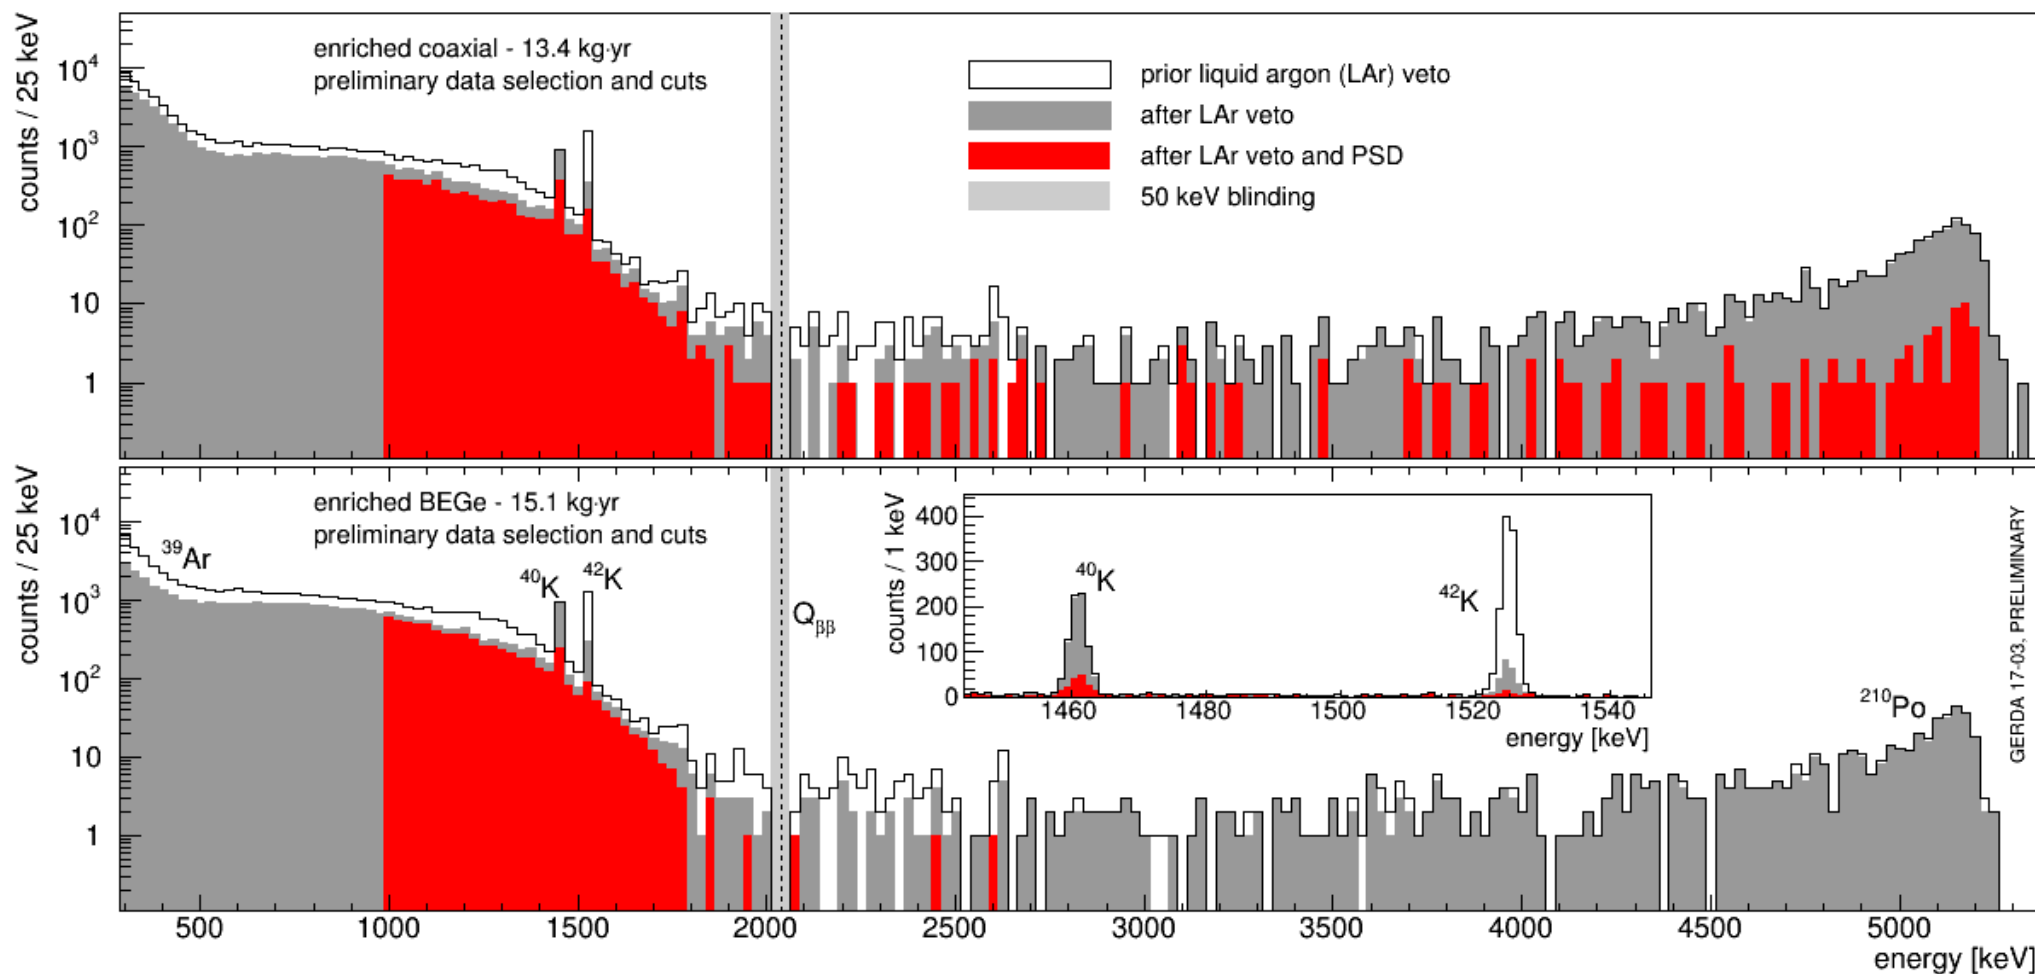 counts / 25 keV
10⁴
10³
10²
10
1
enriched coaxial - 13.4 kg·yr
preliminary data selection and cuts
prior liquid argon (LAr) veto
after LAr veto
after LAr veto and PSD
50 keV blinding
counts / 25 keV
10⁴
10³
10²
10
1
enriched BEGe - 15.1 kg·yr
preliminary data selection and cuts
³⁹Ar
⁴⁰K
⁴²K
Qββ
counts / 1 keV
400
300
200
100
0
⁴⁰K
⁴²K
1460 1480 1500 1520 1540
energy [keV]
²¹⁰Po
GERDA 17-03, PRELIMINARY
500 1000 1500 2000 2500 3000 3500 4000 4500 5000
energy [keV]